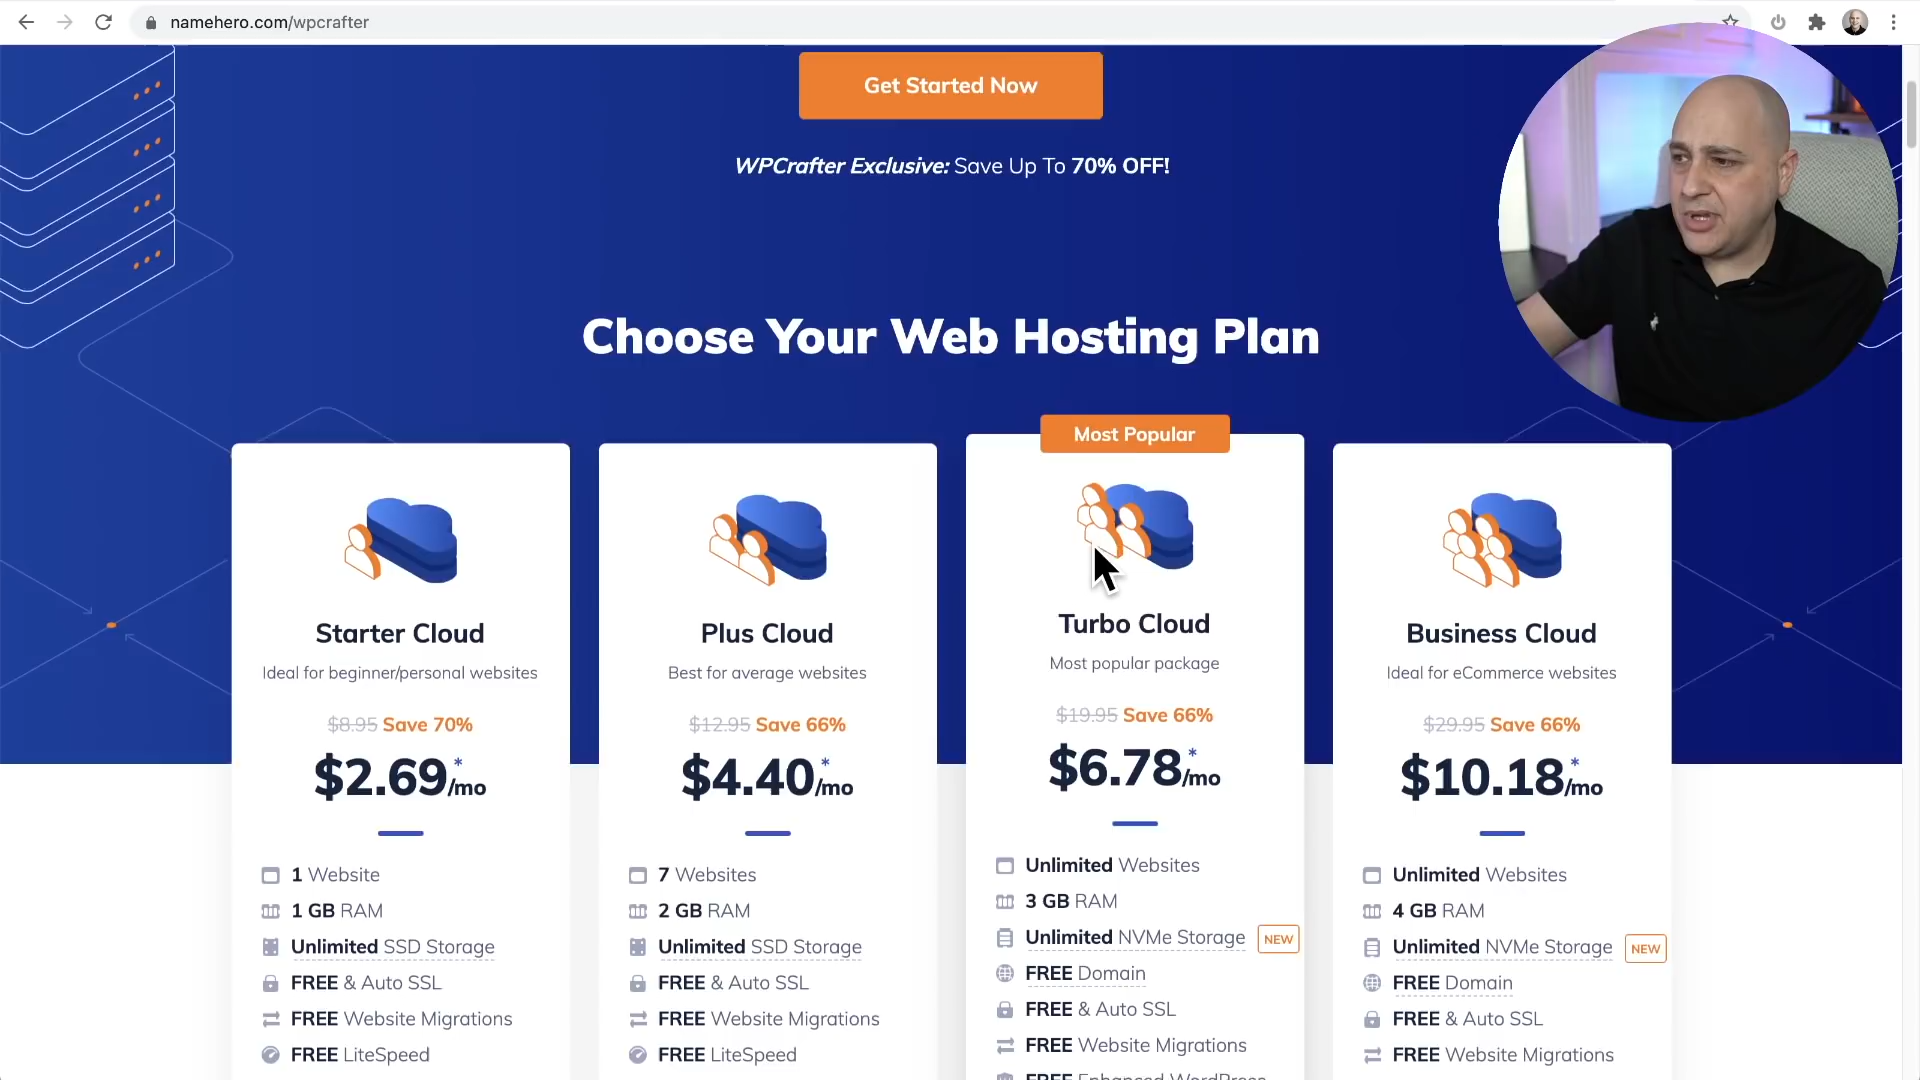 namehero.com/wpcrafter
Get Started Now
WPCrafter Exclusive: Save Up To 70% OFF!
Choose Your Web Hosting Plan
Most Popular
Starter Cloud
Ideal for beginner/personal websites
$8.95 Save 70%
$2.69/mo*
1 Website
1 GB RAM
Unlimited SSD Storage
FREE & Auto SSL
FREE Website Migrations
FREE LiteSpeed
Plus Cloud
Best for average websites
$12.95 Save 66%
$4.40/mo*
7 Websites
2 GB RAM
Unlimited SSD Storage
FREE & Auto SSL
FREE Website Migrations
FREE LiteSpeed
Turbo Cloud
Most popular package
$19.95 Save 66%
$6.78/mo*
Unlimited Websites
3 GB RAM
Unlimited NVMe Storage NEW
FREE Domain
FREE & Auto SSL
FREE Website Migrations
FREE Enhanced WordPress
Business Cloud
Ideal for eCommerce websites
$29.95 Save 66%
$10.18/mo*
Unlimited Websites
4 GB RAM
Unlimited NVMe Storage NEW
FREE Domain
FREE & Auto SSL
FREE Website Migrations